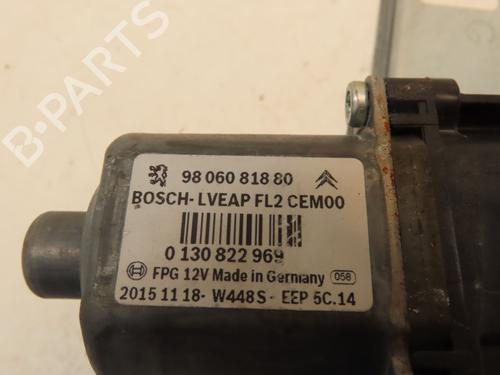 B-PARTS
98 060 818 80
BOSCH-LVEAP FL2 CEM00
0 130 822 969
FPG 12V Made in Germany 058
2015 11 18- W448S - EEP 5C.14
G